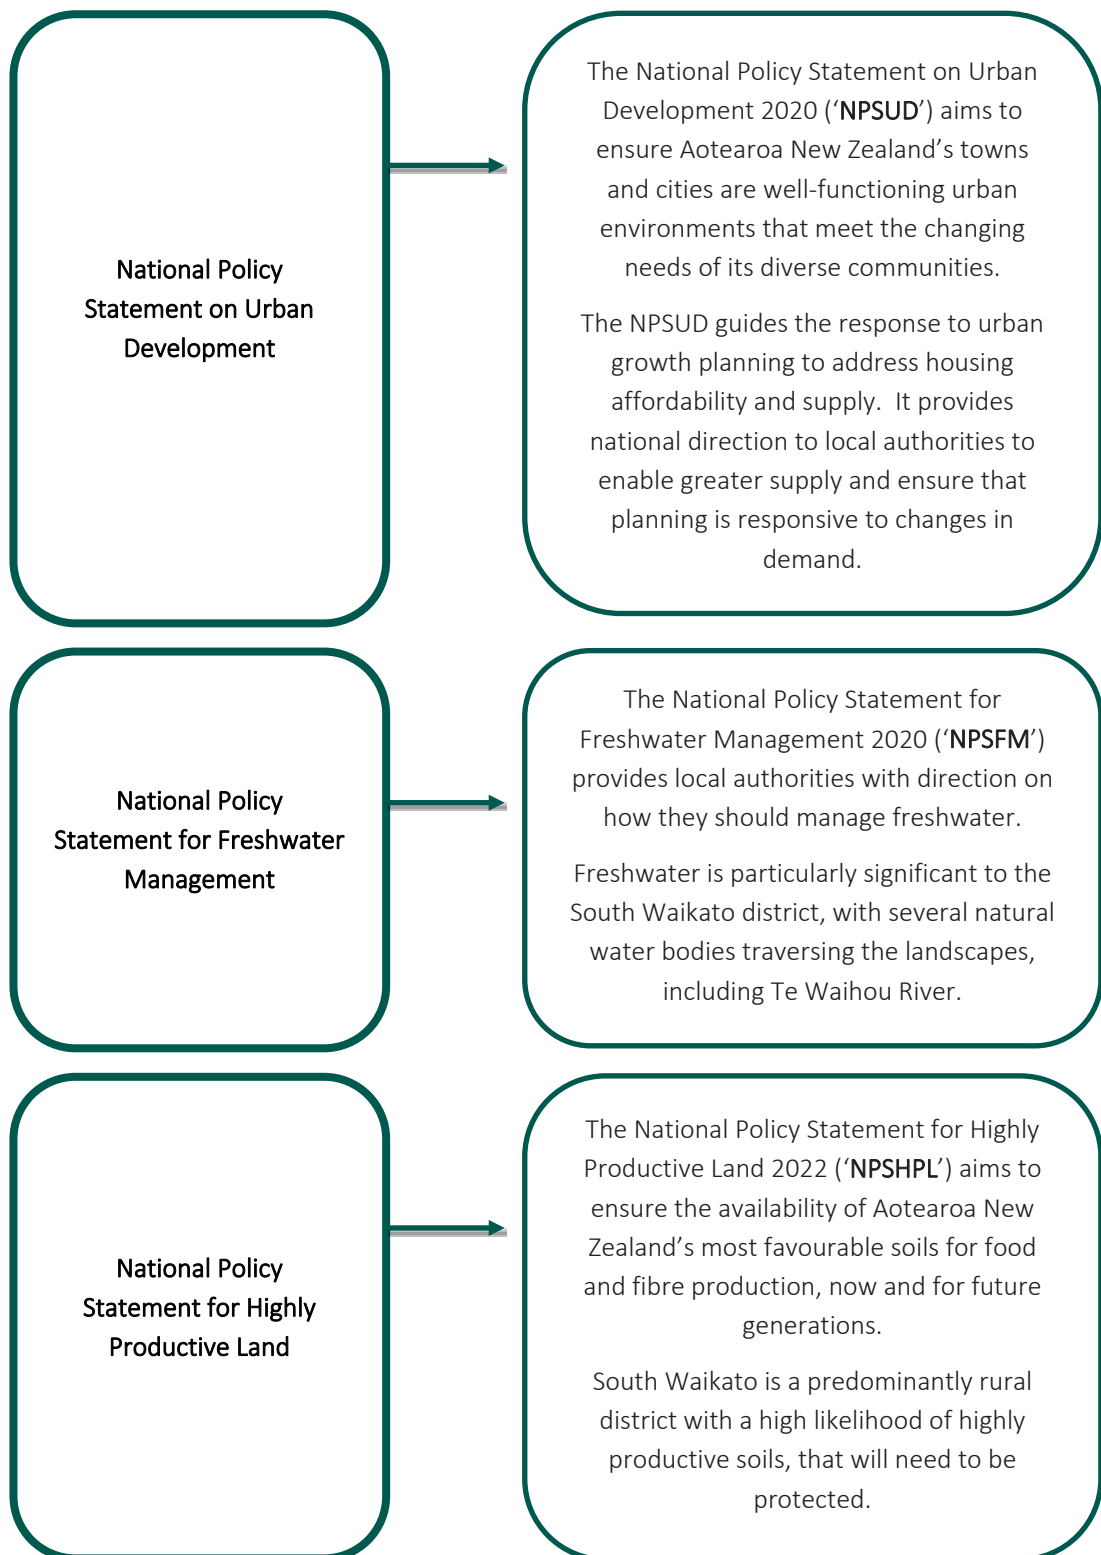 National Policy
Statement on Urban
Development
The National Policy Statement on Urban
Development 2020 (‘NPSUD’) aims to
ensure Aotearoa New Zealand’s towns
and cities are well-functioning urban
environments that meet the changing
needs of its diverse communities.
The NPSUD guides the response to urban
growth planning to address housing
affordability and supply.  It provides
national direction to local authorities to
enable greater supply and ensure that
planning is responsive to changes in
demand.
National Policy
Statement for Freshwater
Management
The National Policy Statement for
Freshwater Management 2020 (‘NPSFM’)
provides local authorities with direction on
how they should manage freshwater.
Freshwater is particularly significant to the
South Waikato district, with several natural
water bodies traversing the landscapes,
including Te Waihou River.
National Policy
Statement for Highly
Productive Land
The National Policy Statement for Highly
Productive Land 2022 (‘NPSHPL’) aims to
ensure the availability of Aotearoa New
Zealand’s most favourable soils for food
and fibre production, now and for future
generations.
South Waikato is a predominantly rural
district with a high likelihood of highly
productive soils, that will need to be
protected.